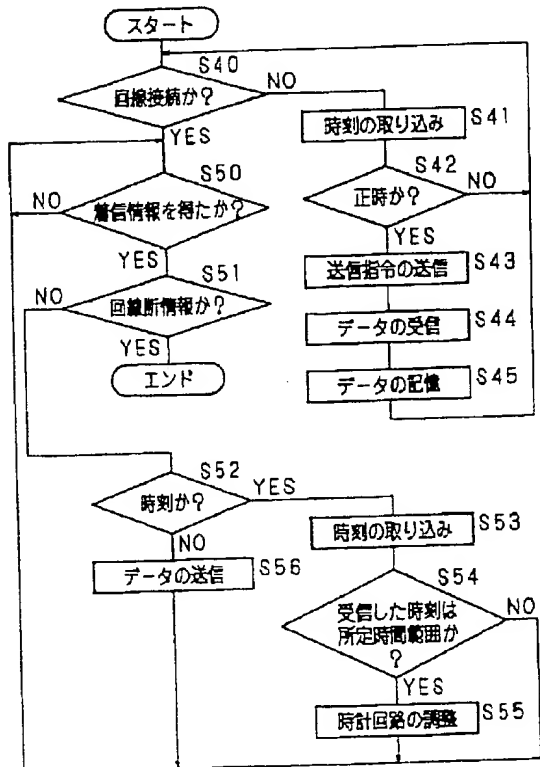 スタート
S40
回線接続か?
NO
YES
時刻の取り込み
S41
S42
正時か?
NO
YES
送信指令の送信
S43
データの受信
S44
データの記憶
S45
S50
NO
着信情報を得たか?
YES
S51
NO
回線断情報か?
YES
エンド
S52
時刻か?
YES
NO
データの送信
S56
時刻の取り込み
S53
S54
受信した時刻は
所定時間範囲か
?
NO
YES
時計回路の調整
S55